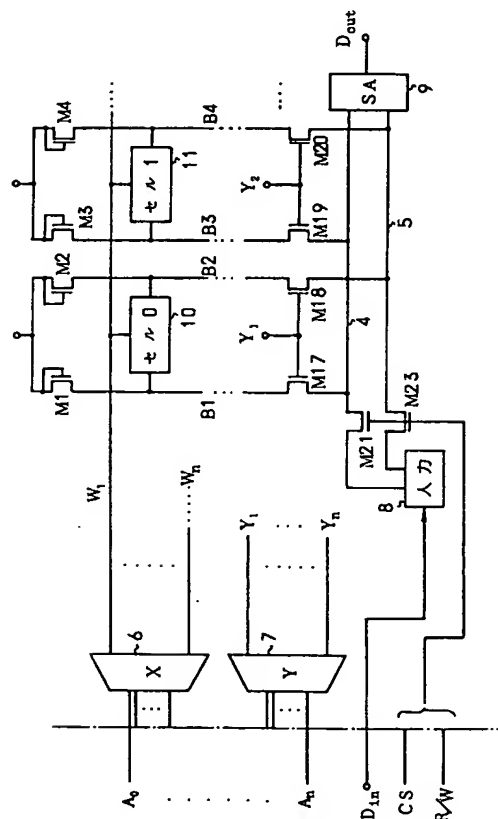 M1
M2
M3
M4
W₁
セル 0
10
セル 1
11
B1
B2
B3
B4
6
X
Wₙ
A₀
Aₙ
7
Y
Y₁
Yₙ
Y₁
Y₂
M17
M18
M19
M20
4
5
M21
M23
8
入力
SA
9
Dout
Din
CS
R/W